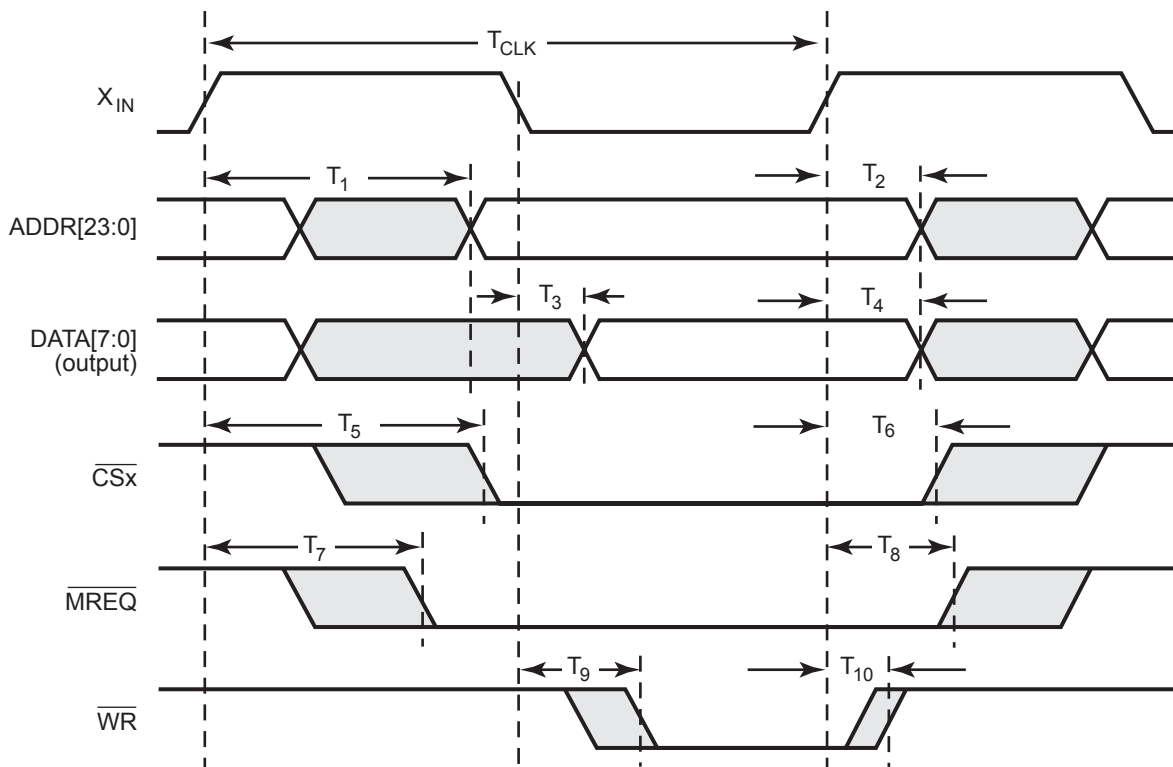 T_CLK
X_IN
T_1
T_2
ADDR[23:0]
T_3
T_4
DATA[7:0]
(output)
T_5
T_6
CSx
T_7
T_8
MREQ
T_9
T_10
WR